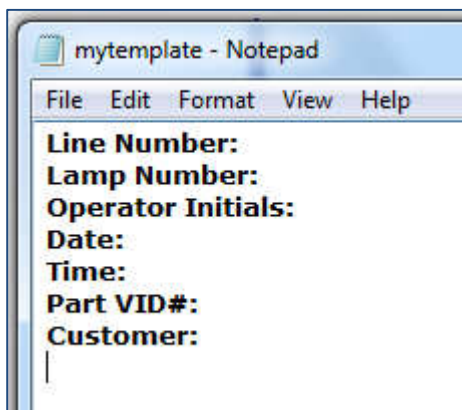 mytemplate - Notepad
File Edit Format View Help
Line Number:
Lamp Number:
Operator Initials:
Date:
Time:
Part VID#:
Customer: